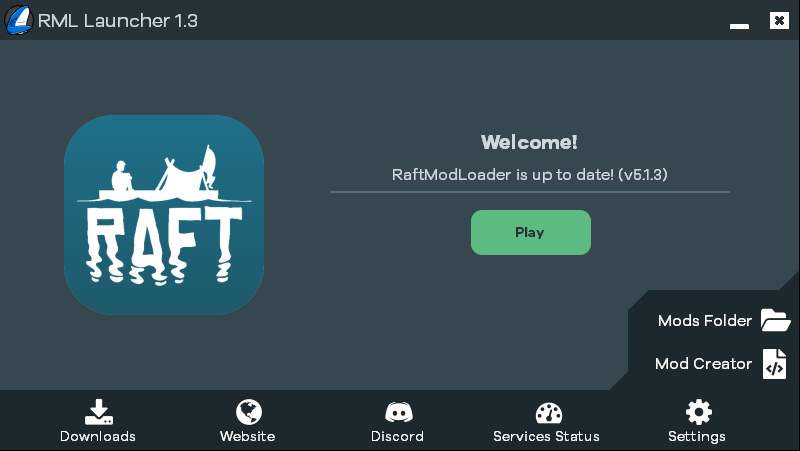 RML Launcher 1.3
RAFT
Welcome!
RaftModLoader is up to date! (v5.1.3)
Play
Mods Folder
Mod Creator
Downloads
Website
Discord
Services Status
Settings